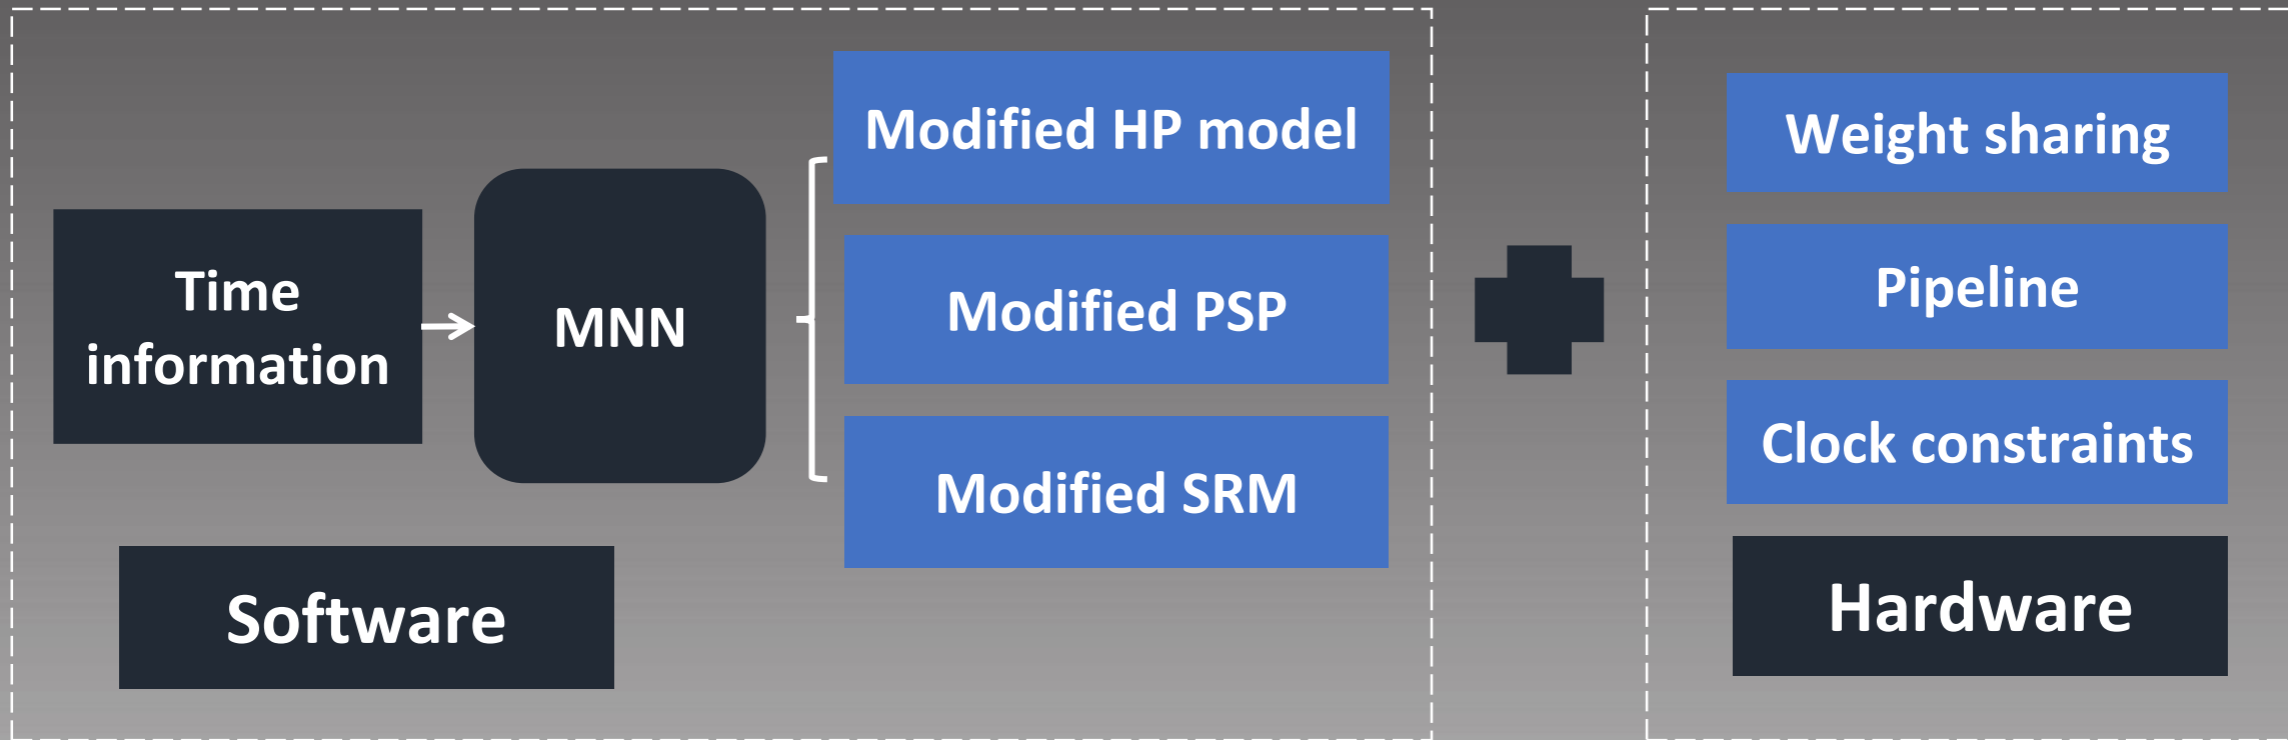 Time
information
MNN
Modified HP model
Modified PSP
Modified SRM
Software
Weight sharing
Pipeline
Clock constraints
Hardware